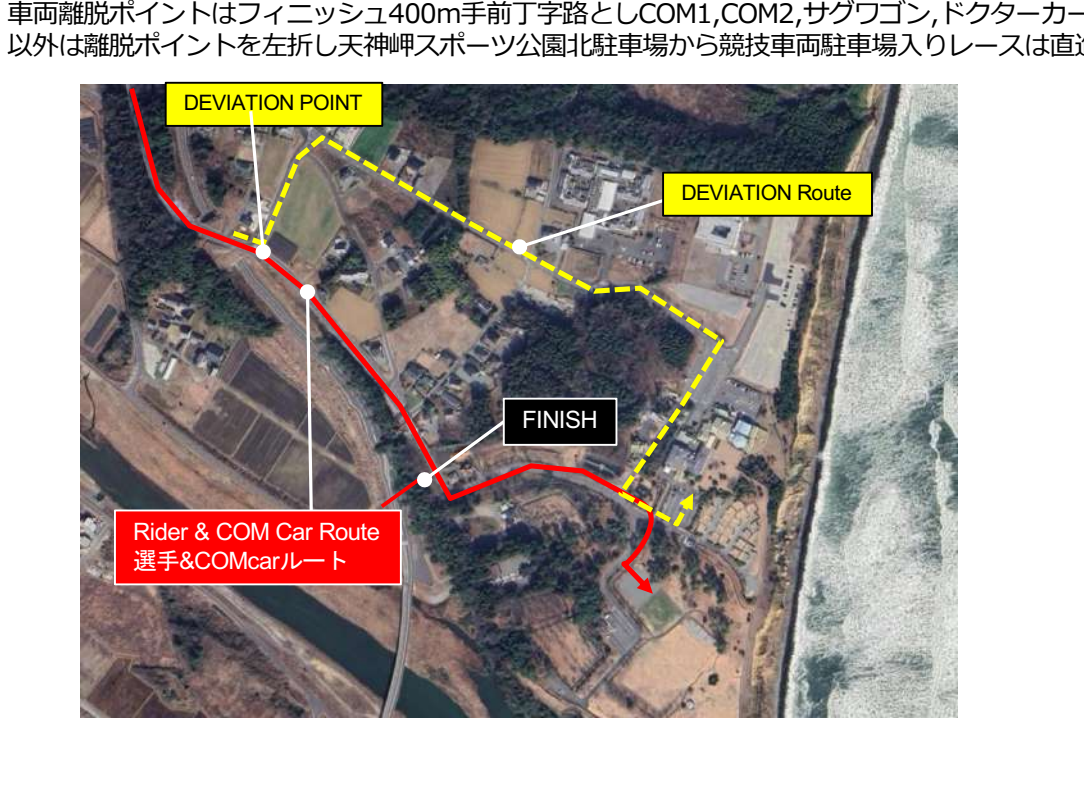 車両離脱ポイントはフィニッシュ400m手前丁字路としCOM1,COM2,サグワゴン,ドクターカー
以外は離脱ポイントを左折し天神岬スポーツ公園北駐車場から競技車両駐車場入りレースは直進
DEVIATION POINT
DEVIATION Route
FINISH
Rider & COM Car Route
選手&COMcarルート